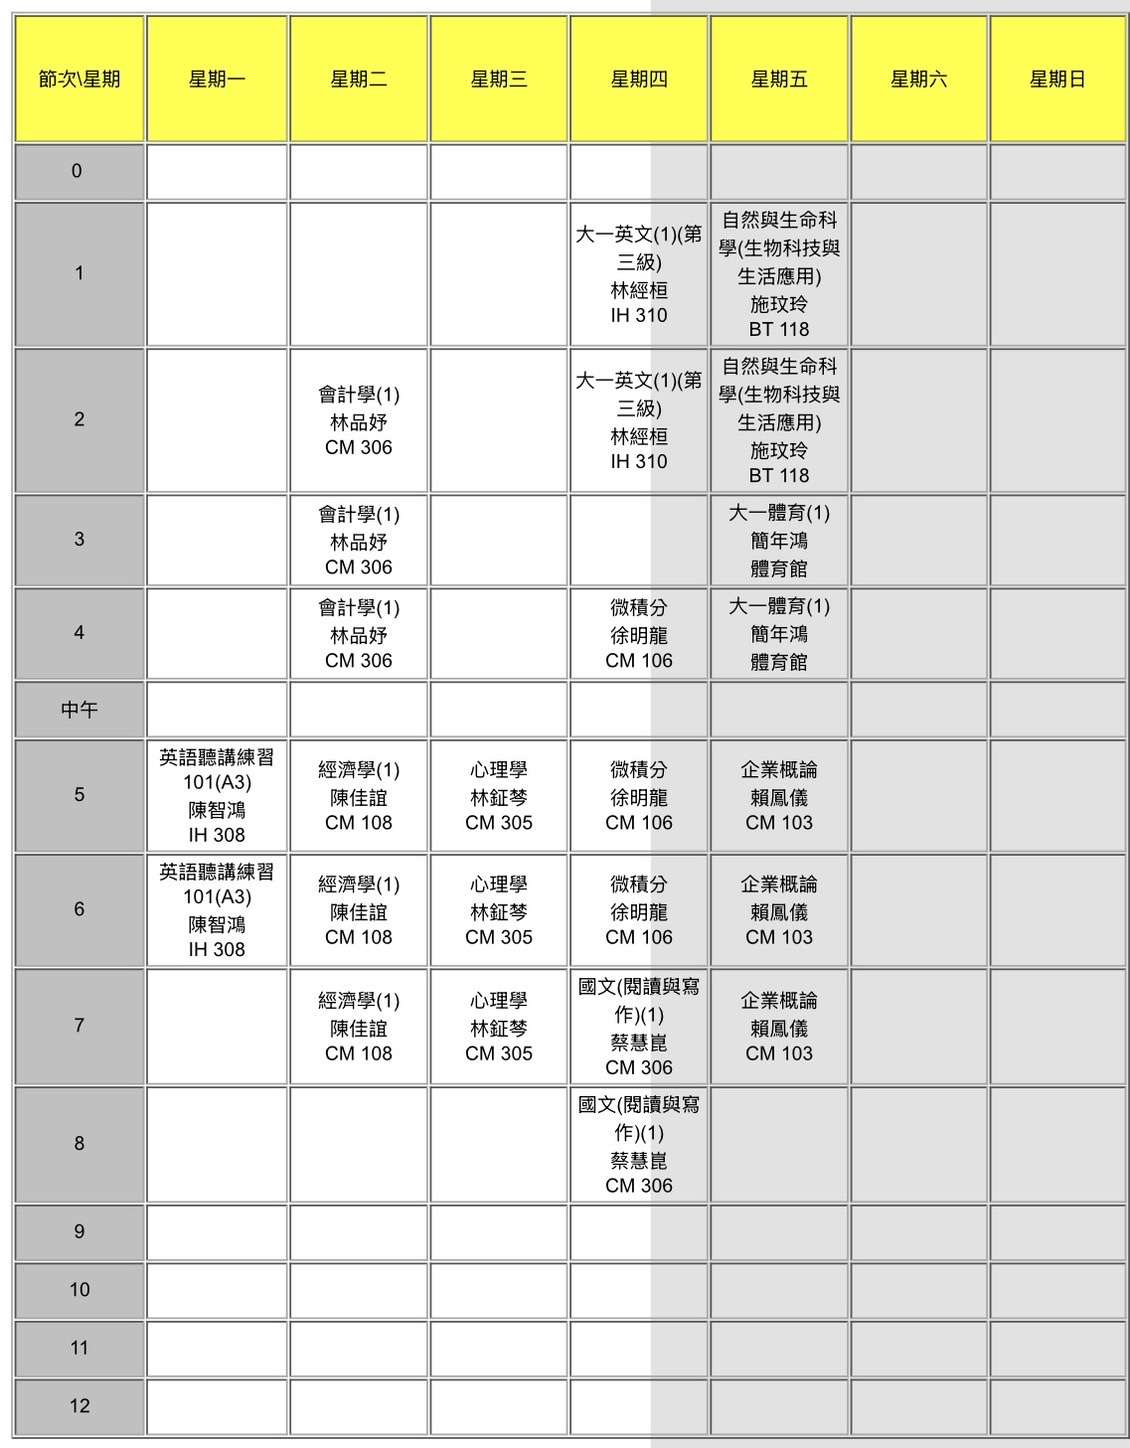 節次\星期 星期一 星期二 星期三 星期四 星期五 星期六 星期日
0
1
大一英文(1)(第
三級)
林經桓
IH 310
自然與生命科
學(生物科技與
生活應用)
施玟玲
BT 118
2
會計學(1)
林品妤
CM 306
大一英文(1)(第
三級)
林經桓
IH 310
自然與生命科
學(生物科技與
生活應用)
施玟玲
BT 118
3
會計學(1)
林品妤
CM 306
大一體育(1)
簡年鴻
體育館
4
會計學(1)
林品妤
CM 306
微積分
徐明龍
CM 106
大一體育(1)
簡年鴻
體育館
中午
5
英語聽講練習
101(A3)
陳智鴻
IH 308
經濟學(1)
陳佳誼
CM 108
心理學
林鉦棽
CM 305
微積分
徐明龍
CM 106
企業概論
賴鳳儀
CM 103
6
英語聽講練習
101(A3)
陳智鴻
IH 308
經濟學(1)
陳佳誼
CM 108
心理學
林鉦棽
CM 305
微積分
徐明龍
CM 106
企業概論
賴鳳儀
CM 103
7
經濟學(1)
陳佳誼
CM 108
心理學
林鉦棽
CM 305
國文(閱讀與寫
作)(1)
蔡慧崑
CM 306
企業概論
賴鳳儀
CM 103
8
國文(閱讀與寫
作)(1)
蔡慧崑
CM 306
9
10
11
12